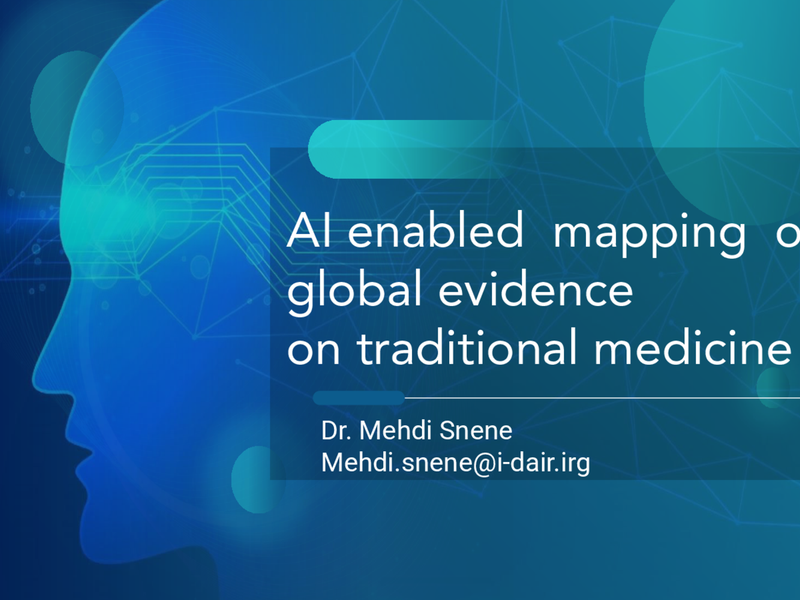 AI enabled mapping o
global evidence
on traditional medicine
Dr. Mehdi Snene
Mehdi.snene@i-dair.irg